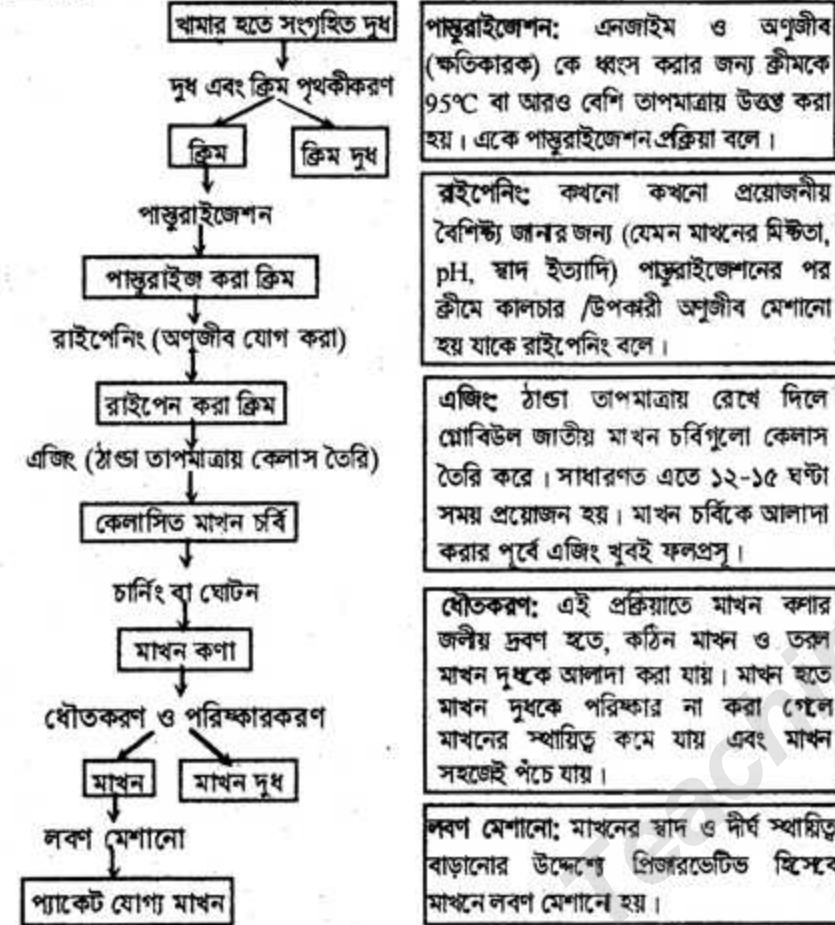 খামার হতে সংগৃহিত দুধ
দুধ এবং ক্রিম পৃথকীকরণ
ক্রিম
ক্রিম দুধ
পাস্তুরাইজেশন
পাস্তুরাইজ করা ক্রিম
রাইপেনিং (অণুজীব যোগ করা)
রাইপেন করা ক্রিম
এজিং (ঠান্ডা তাপমাত্রায় কেলাস তৈরি)
কেলাসিত মাখন চর্বি
চার্নিং বা ঘোটন
মাখন কণা
ধৌতকরণ ও পরিষ্কারকরণ
মাখন
মাখন দুধ
লবণ মেশানো
প্যাকেট যোগ্য মাখন
পাস্তুরাইজেশন: এনজাইম ও অণুজীব
(ক্ষতিকারক) কে ধ্বংস করার জন্য ক্রীমকে
95°C বা আরও বেশি তাপমাত্রায় উত্তপ্ত করা
হয়। একে পাস্তুরাইজেশন প্রক্রিয়া বলে।
রাইপেনিং: কখনো কখনো প্রয়োজনীয়
বৈশিষ্ট্য আনার জন্য (যেমন মাখনের মিষ্টতা,
pH, স্বাদ ইত্যাদি) পাস্তুরাইজেশনের পর
ক্রীমে কালচার /উপকারী অণুজীব মেশানো
হয় যাকে রাইপেনিং বলে।
এজিং: ঠান্ডা তাপমাত্রায় রেখে দিলে
গ্লোবিউল জাতীয় মাখন চর্বিগুলো কেলাস
তৈরি করে। সাধারণত এতে ১২-১৫ ঘণ্টা
সময় প্রয়োজন হয়। মাখন চর্বিকে আলাদা
করার পূর্বে এজিং খুবই ফলপ্রসূ।
ধৌতকরণ: এই প্রক্রিয়াতে মাখন কণার
জলীয় দ্রবণ হতে, কঠিন মাখন ও তরল
মাখন দুধকে আলাদা করা যায়। মাখন হতে
মাখন দুধকে পরিষ্কার না করা গেলে
মাখনের স্থায়িত্ব কমে যায় এবং মাখন
সহজেই পঁচে যায়।
লবণ মেশানো: মাখনের স্বাদ ও দীর্ঘ স্থায়িত্ব
বাড়ানোর উদ্দেশ্যে প্রিজারভেটিভ হিসেবে
মাখনে লবণ মেশানো হয়।